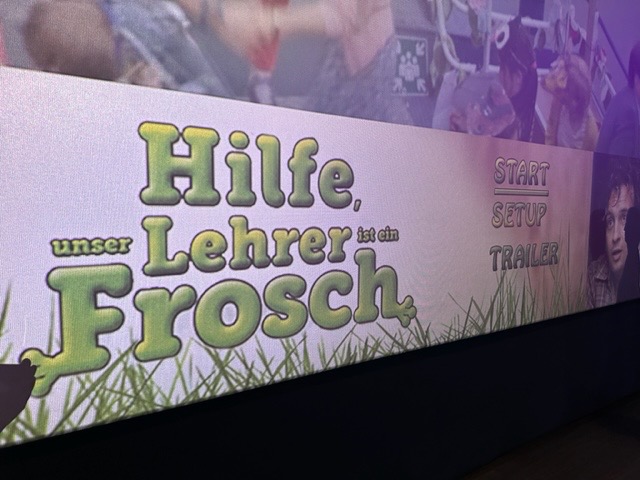 Hilfe,
unser Lehrer ist ein
Frosch
START
SETUP
TRAILER